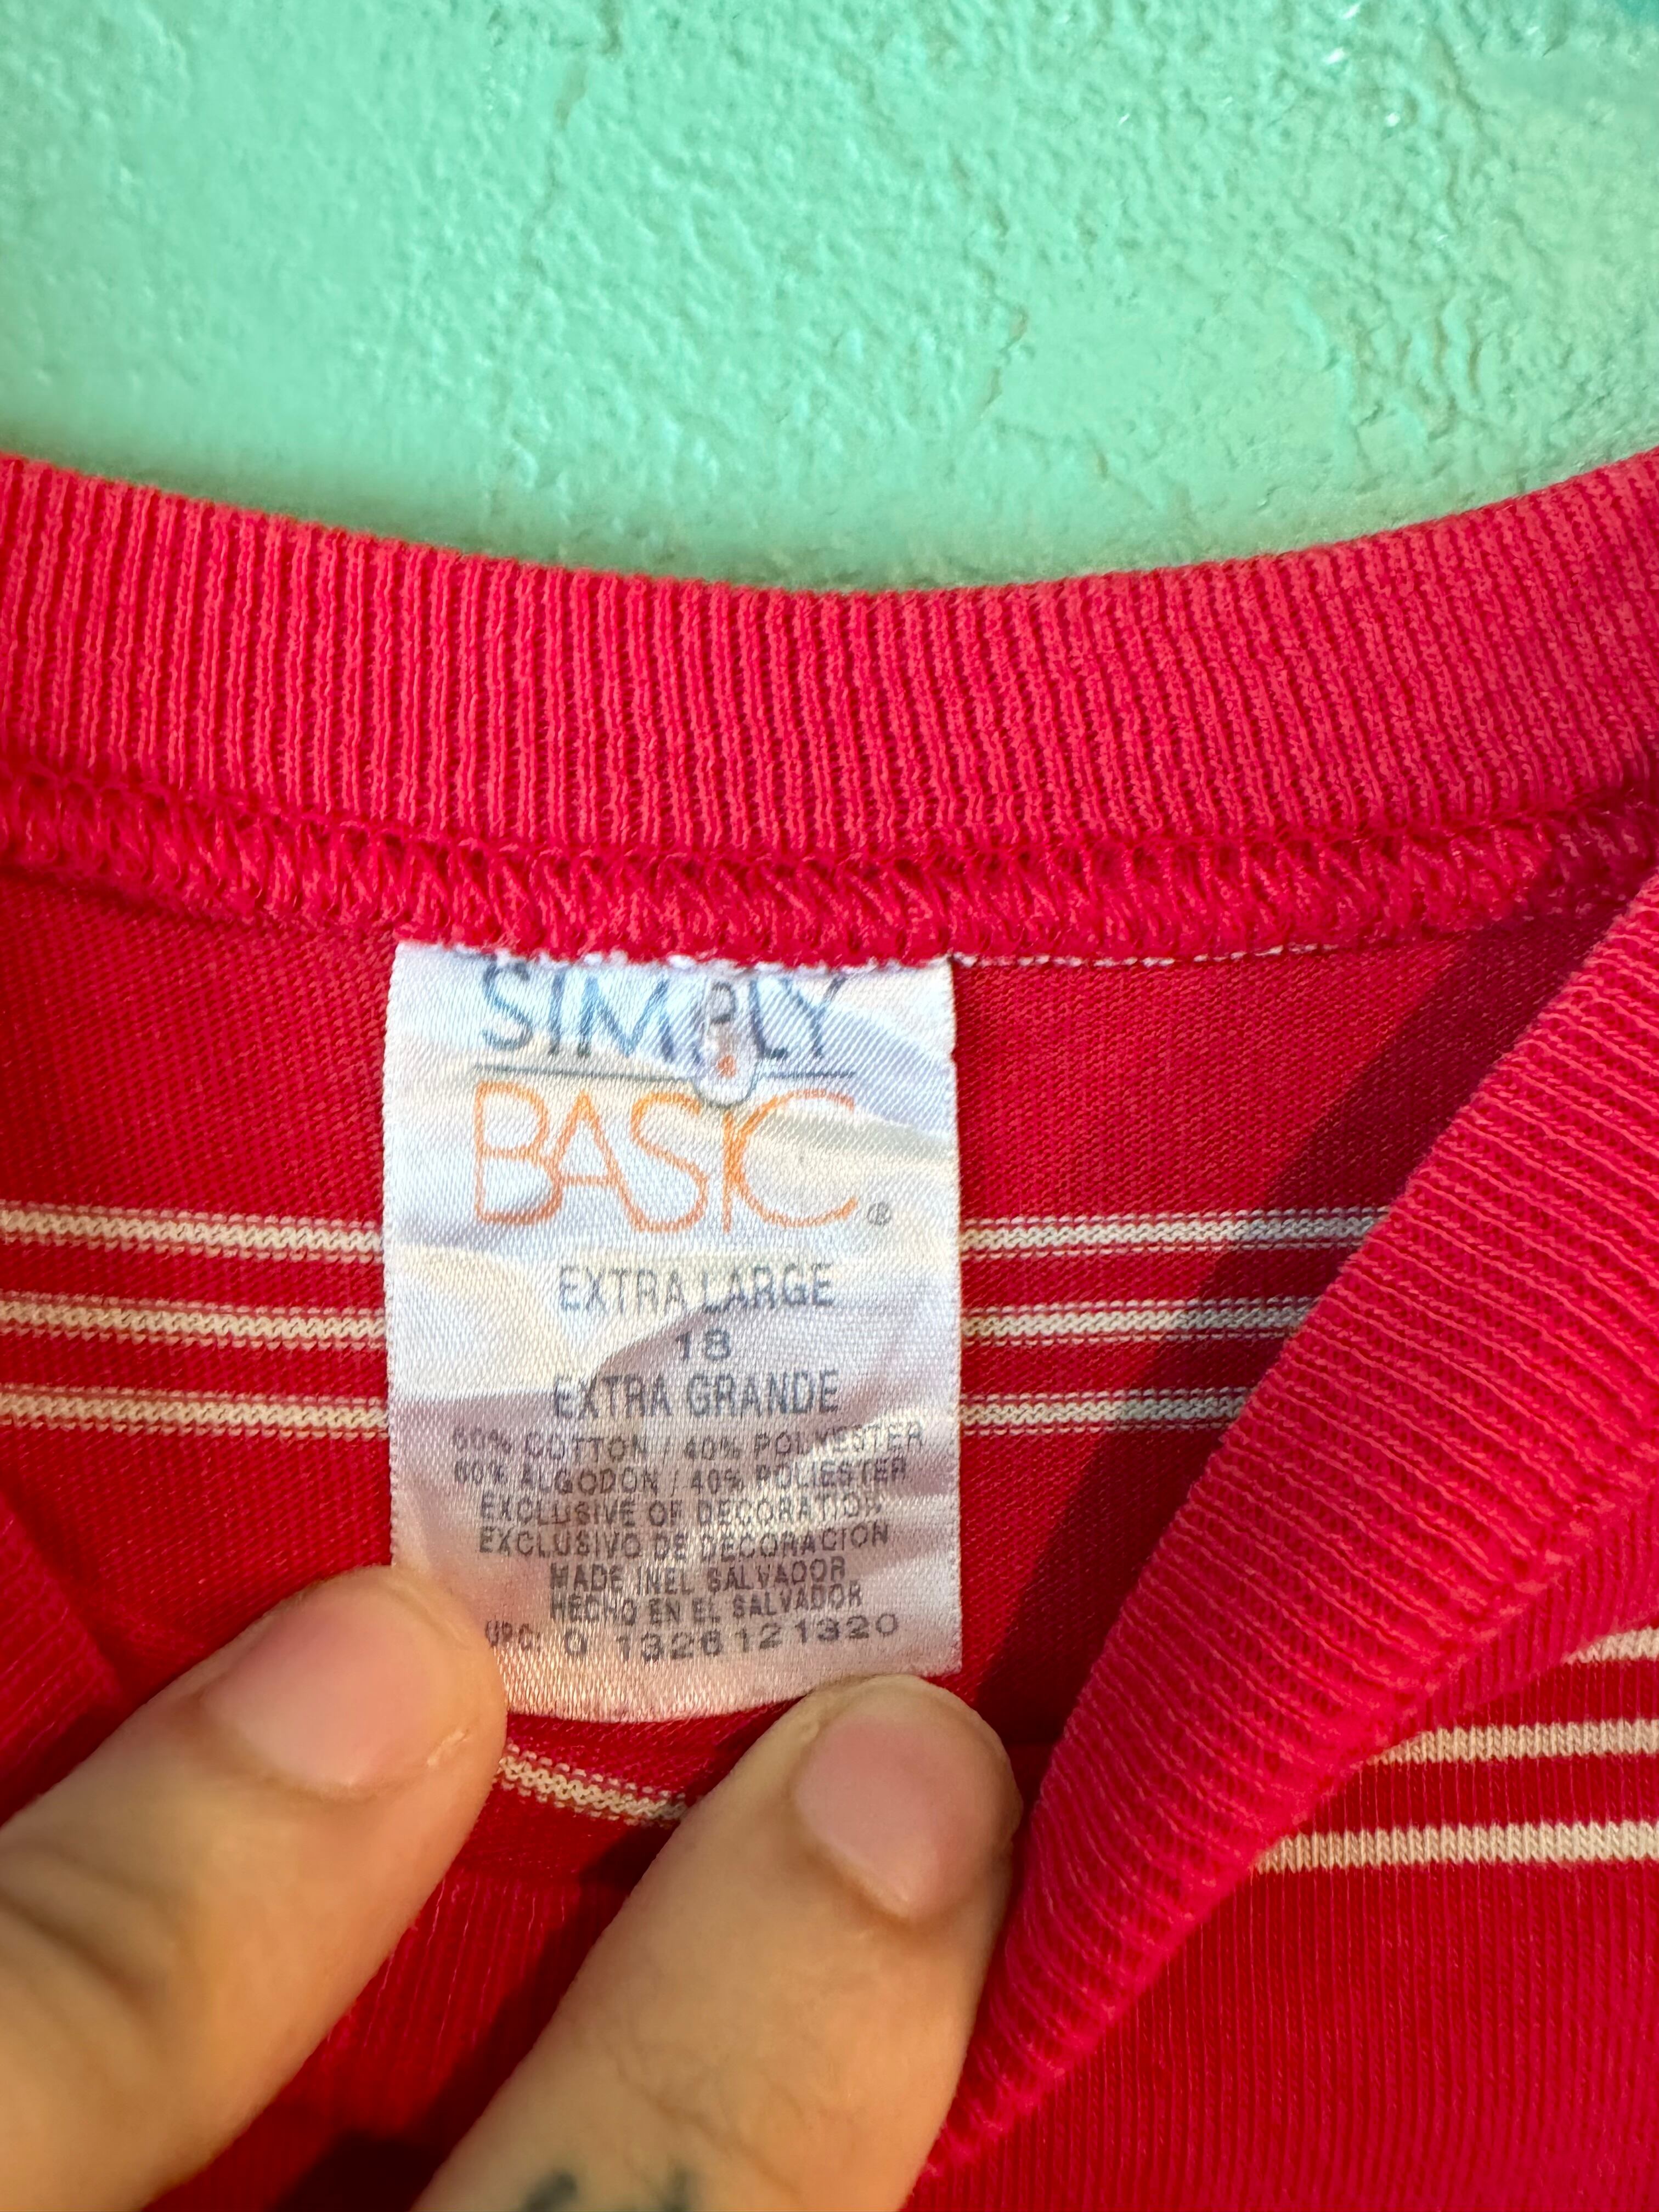 SIMPLY
BASIC®
EXTRA LARGE
18
EXTRA GRANDE
60% COTTON / 40% POLYESTER
60% ALGODON / 40% POLIESTER
EXCLUSIVE OF DECORATION
EXCLUSIVO DE DECORACION
MADE IN EL SALVADOR
HECHO EN EL SALVADOR
UPC: 0 1326121320